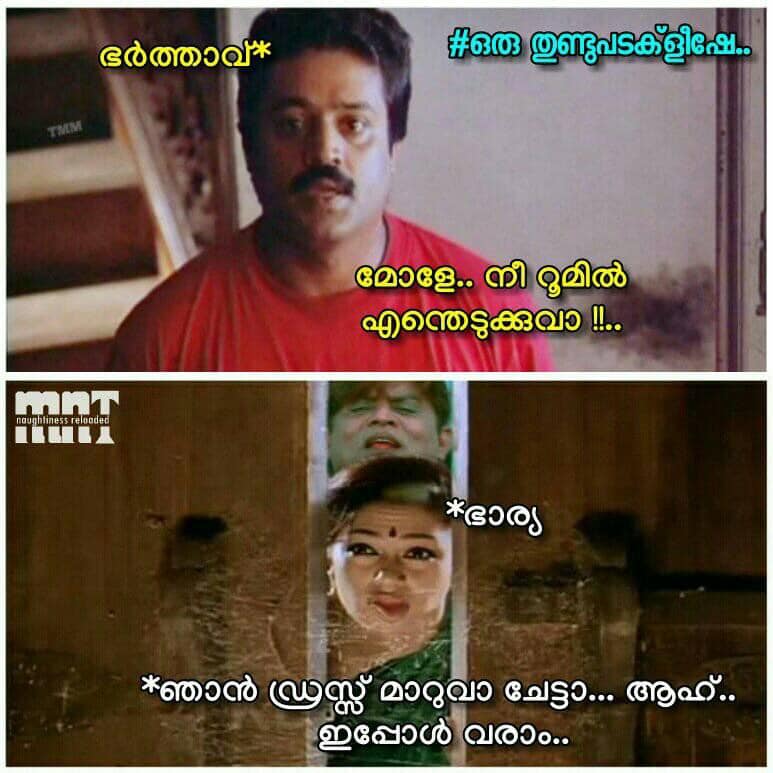 ഭർത്താവ്*
#ഒരു തുണ്ടുപടക്ളീഷേ..
TMM
മോളേ.. നീ റൂമിൽ
എന്തെടുക്കുവാ !!..
mnT
naughtiness reloaded
*ഭാര്യ
*ഞാൻ ഡ്രസ്സ് മാറുവാ ചേട്ടാ... ആഹ്..
ഇപ്പോൾ വരാം..